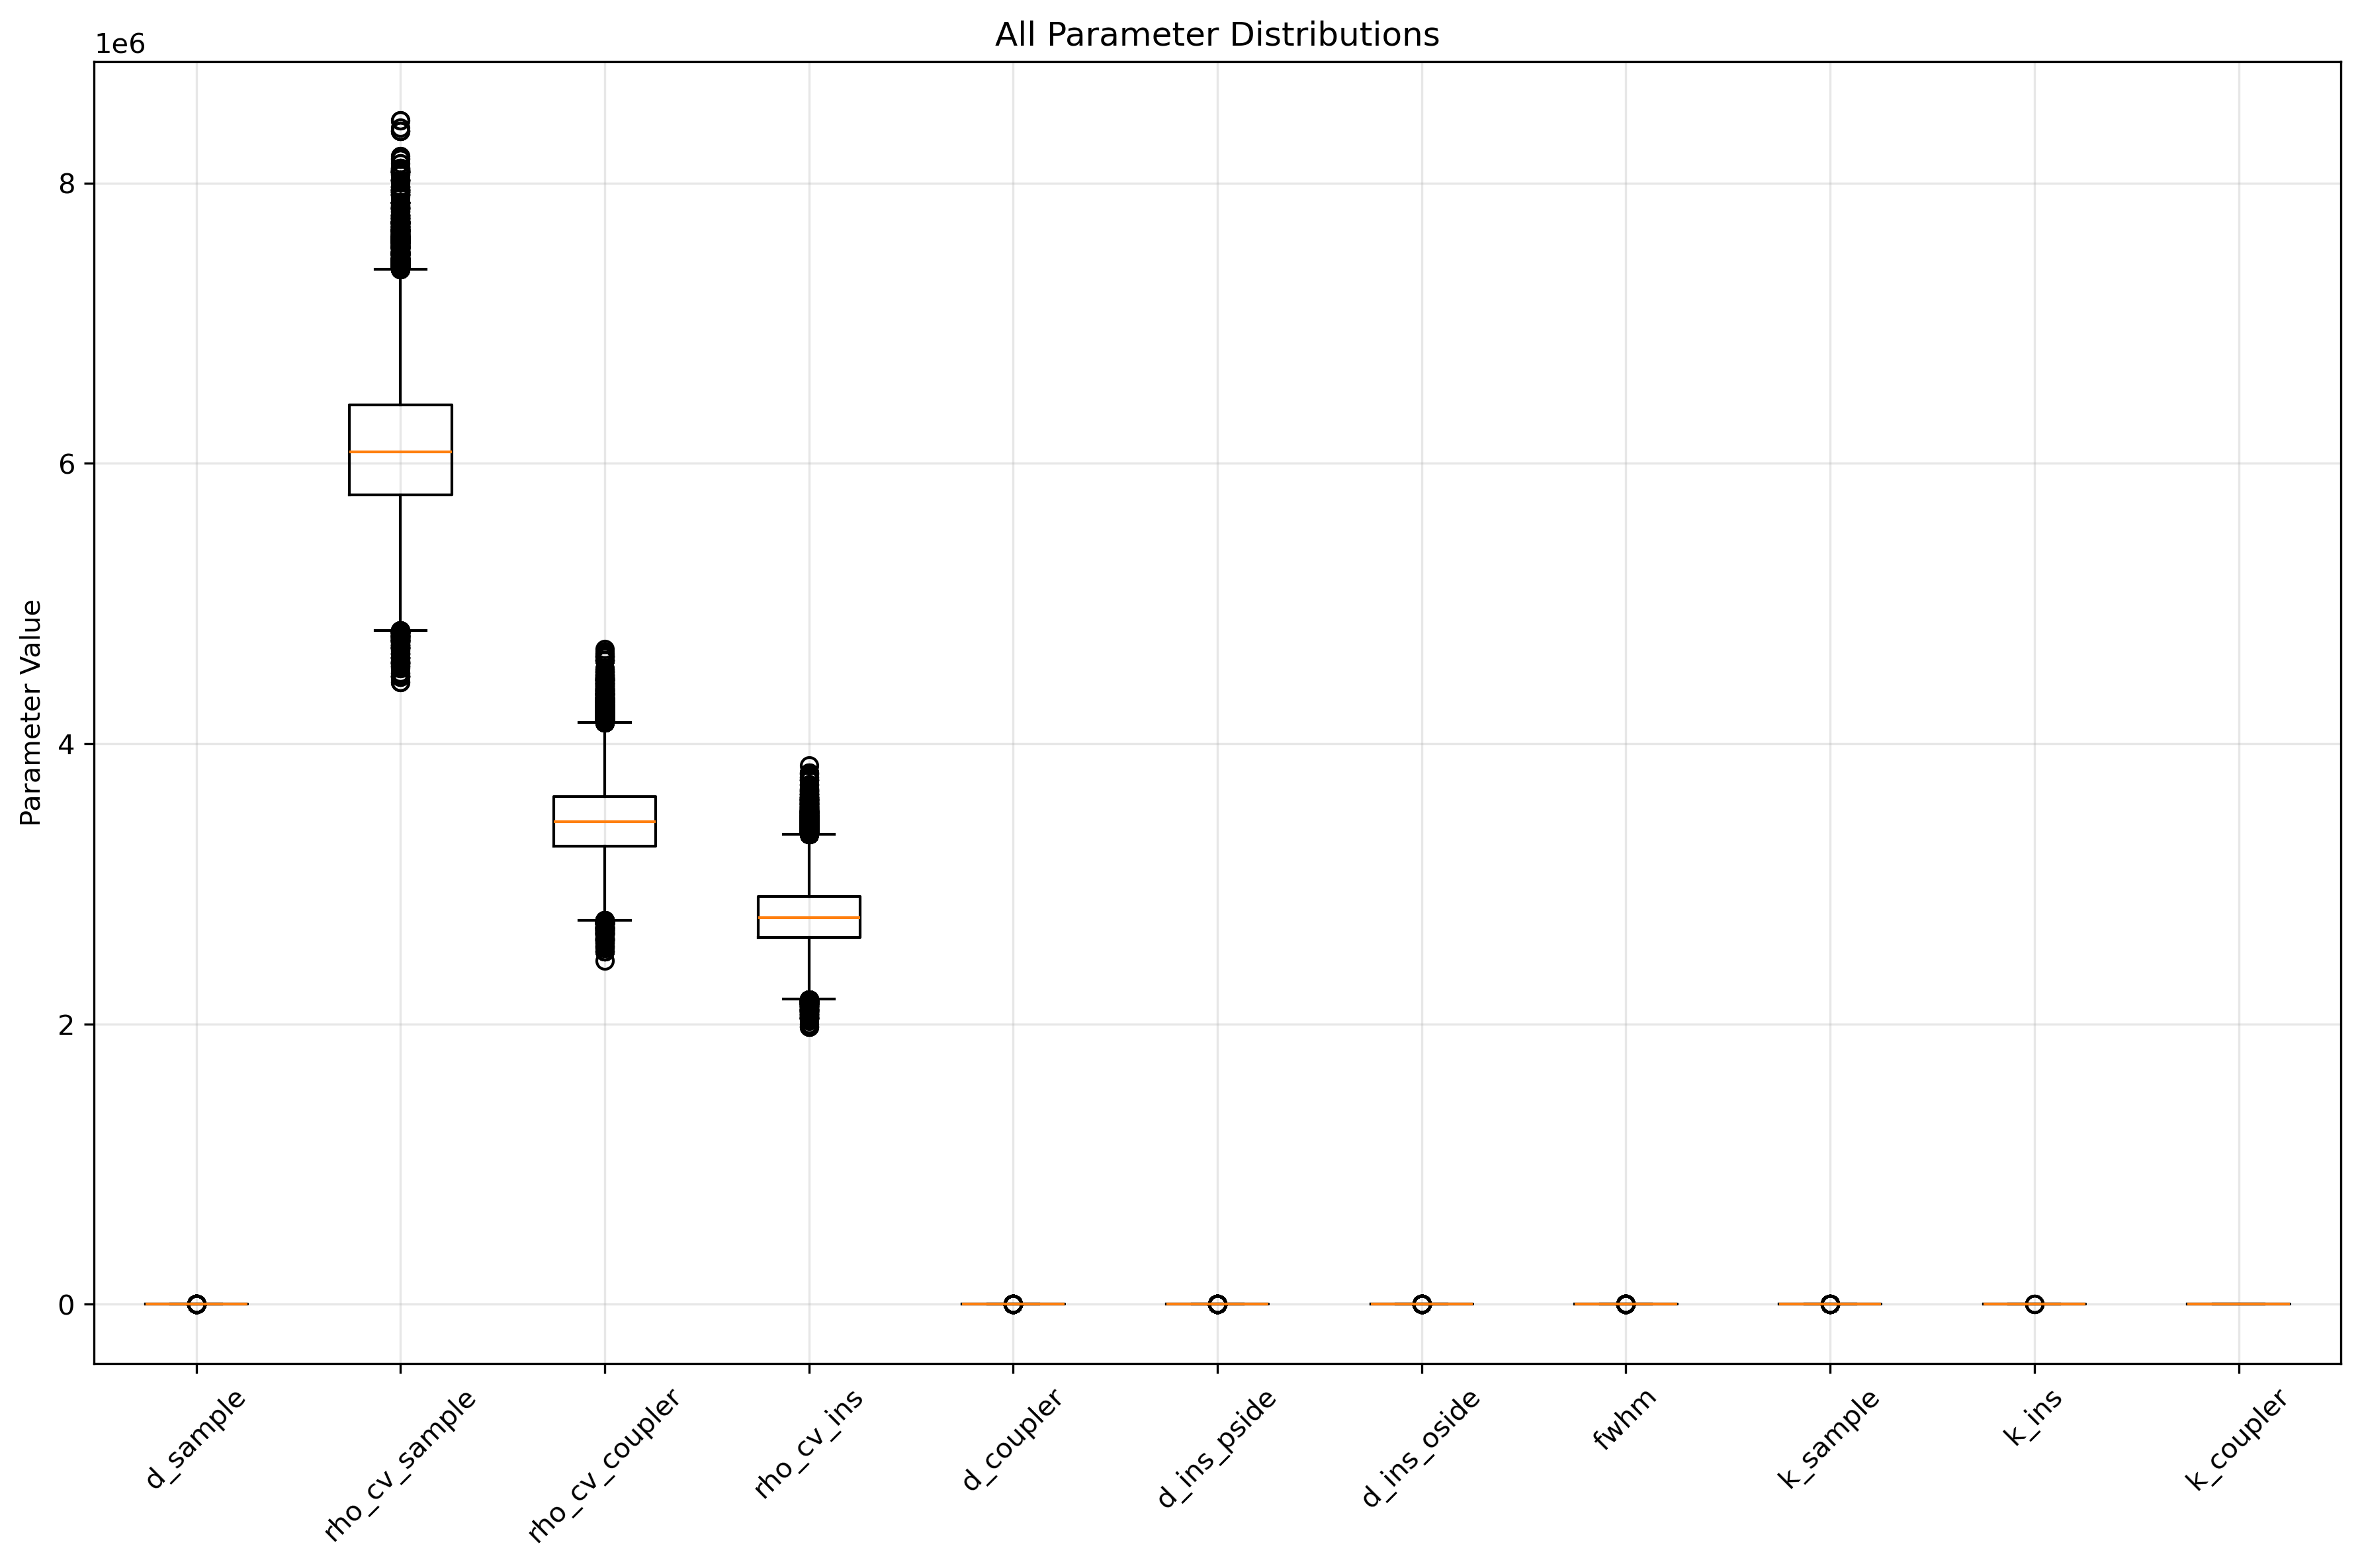 All Parameter Distributions
1e6
8
6
4
2
0
Parameter Value
d_sample
rho_cv_sample
rho_cv_coupler
rho_cv_ins
d_coupler
d_ins_pside
d_ins_oside
fwhm
k_sample
k_ins
k_coupler